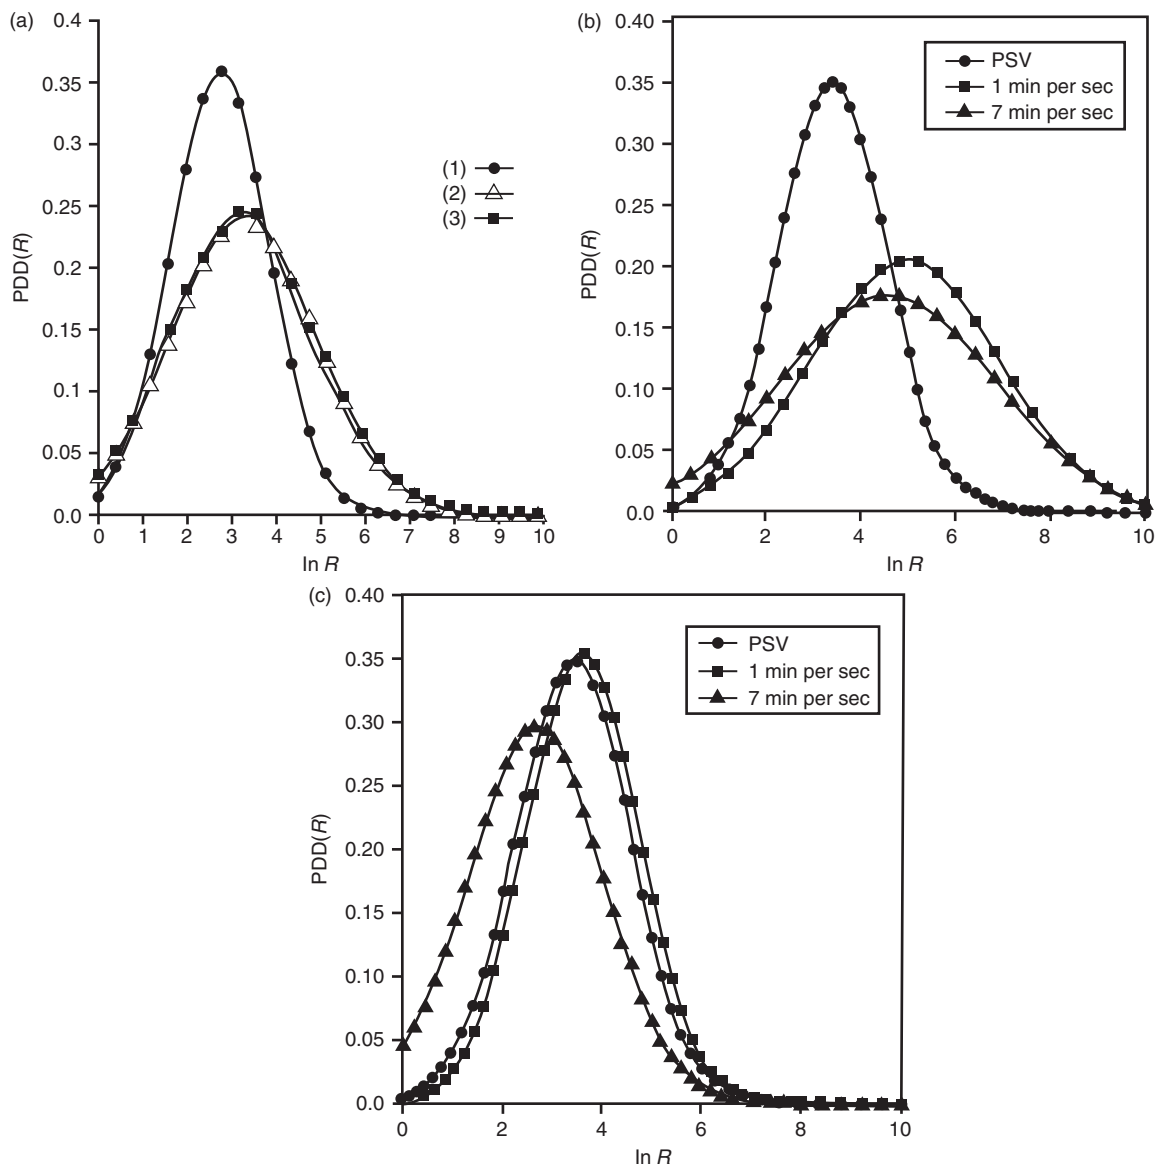 (a)
0.4
0.35
0.3
0.25
0.2
0.15
0.1
0.05
0.0
PDD(R)
0 1 2 3 4 5 6 7 8 9 10
ln R
(1)
(2)
(3)
(b)
0.40
0.35
0.30
0.25
0.20
0.15
0.10
0.05
0.0
PDD(R)
0 2 4 6 8 10
ln R
PSV
1 min per sec
7 min per sec
(c)
0.40
0.35
0.30
0.25
0.20
0.15
0.10
0.05
0.0
PDD(R)
0 2 4 6 8 10
ln R
PSV
1 min per sec
7 min per sec